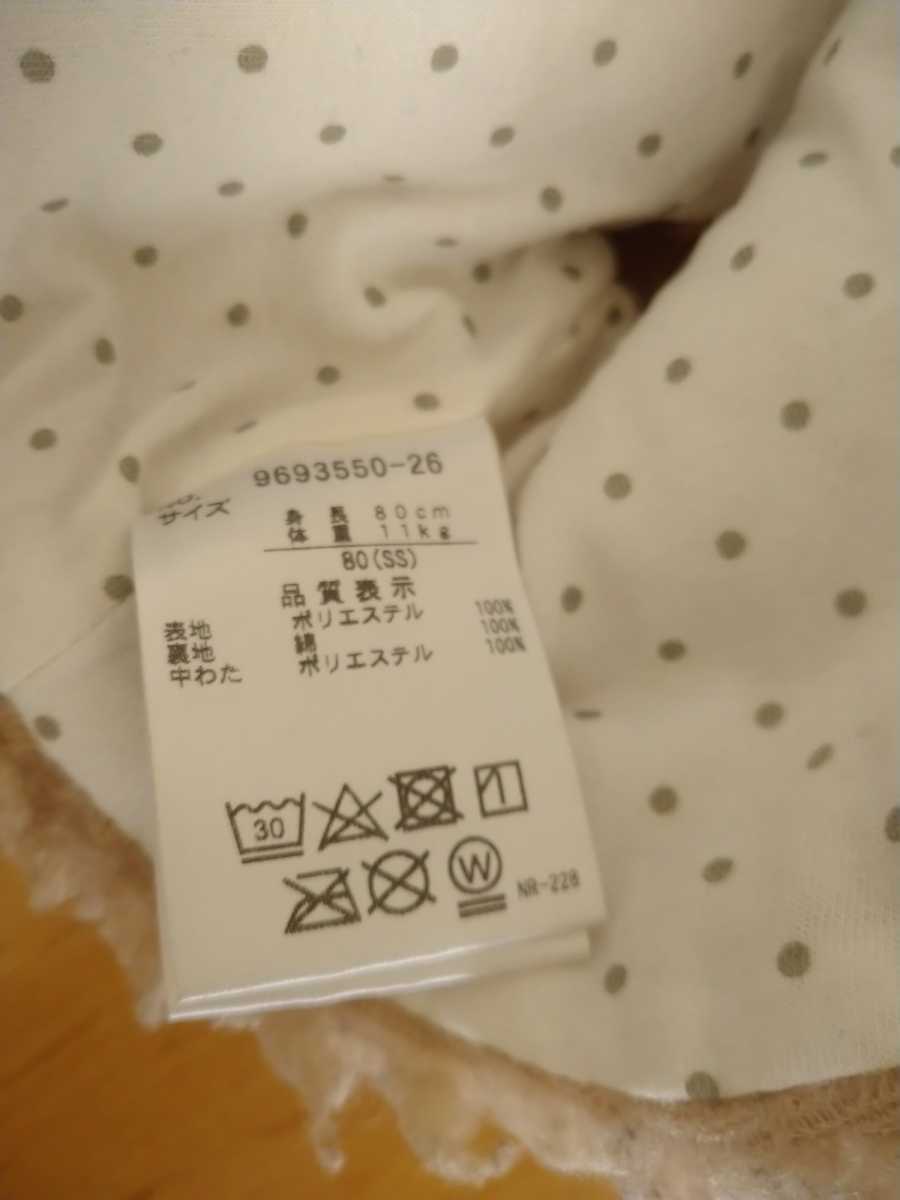 9693550-26
サイズ
身長 80cm
体重 11kg
80(SS)
品質表示
表地 ポリエステル 100%
裏地 綿 100%
中わた ポリエステル 100%
30
W
NR-228